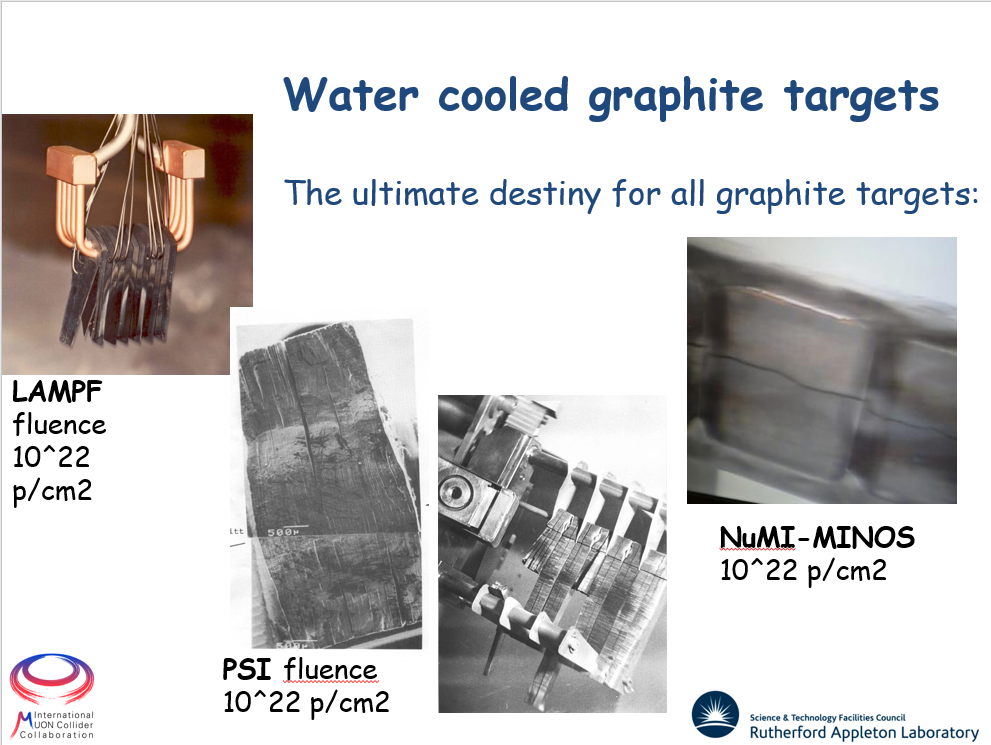 Water cooled graphite targets
The ultimate destiny for all graphite targets:
LAMPF
fluence
10^22
p/cm2
itt
500µ
500µ
PSI fluence
10^22 p/cm2
NuMI-MINOS
10^22 p/cm2
International
MUON Collider
Collaboration
Science & Technology Facilities Council
Rutherford Appleton Laboratory